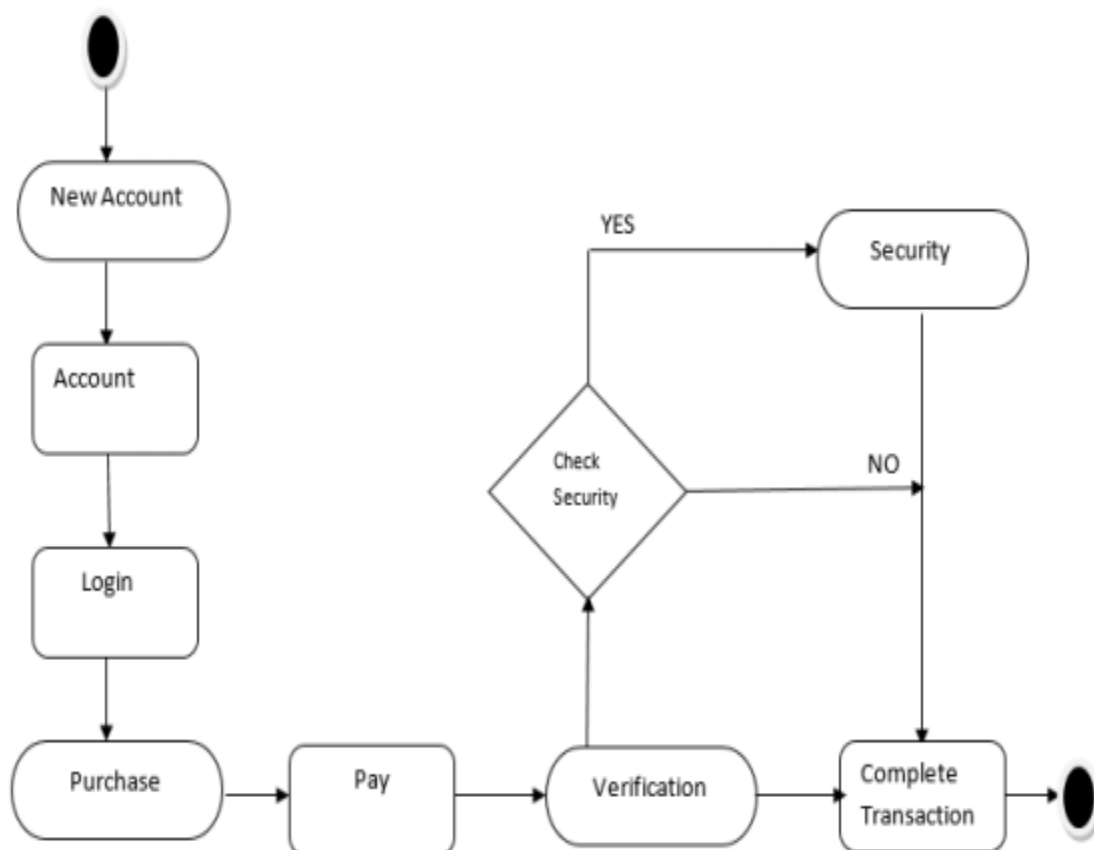 New Account
Account
Login
Purchase
Pay
Verification
Check
Security
YES
NO
Security
Complete
Transaction